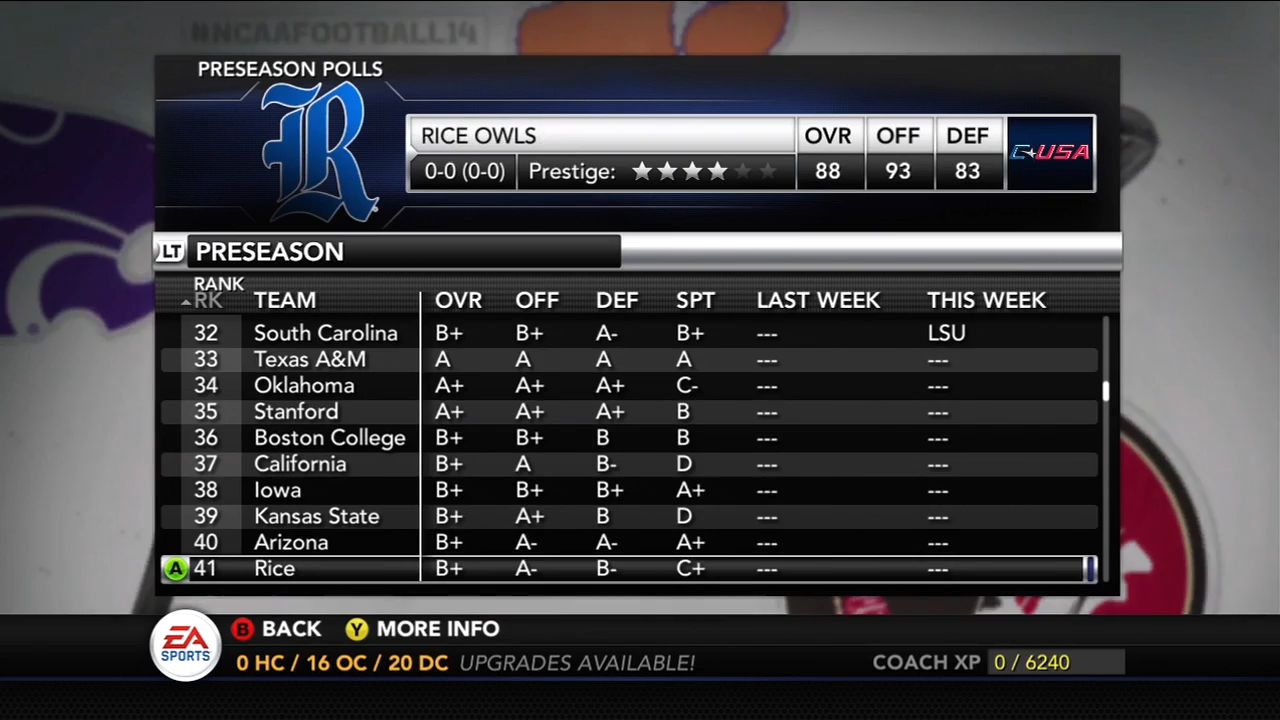 #NCAAFOOTBALL14
PRESEASON POLLS
R
RICE OWLS OVR OFF DEF C-USA
0-0 (0-0) Prestige: 88 93 83
LT PRESEASON
RANK
RK TEAM OVR OFF DEF SPT LAST WEEK THIS WEEK
32 South Carolina B+ B+ A- B+ --- LSU
33 Texas A&M A A A A --- ---
34 Oklahoma A+ A+ A+ C- --- ---
35 Stanford A+ A+ A+ B --- ---
36 Boston College B+ B+ B B --- ---
37 California B+ A B- D --- ---
38 Iowa B+ B+ B+ A+ --- ---
39 Kansas State B+ A+ B D --- ---
40 Arizona B+ A- A- A+ --- ---
A 41 Rice B+ A- B- C+ --- ---
EA SPORTS
B BACK Y MORE INFO
0 HC / 16 OC / 20 DC UPGRADES AVAILABLE! COACH XP 0 / 6240